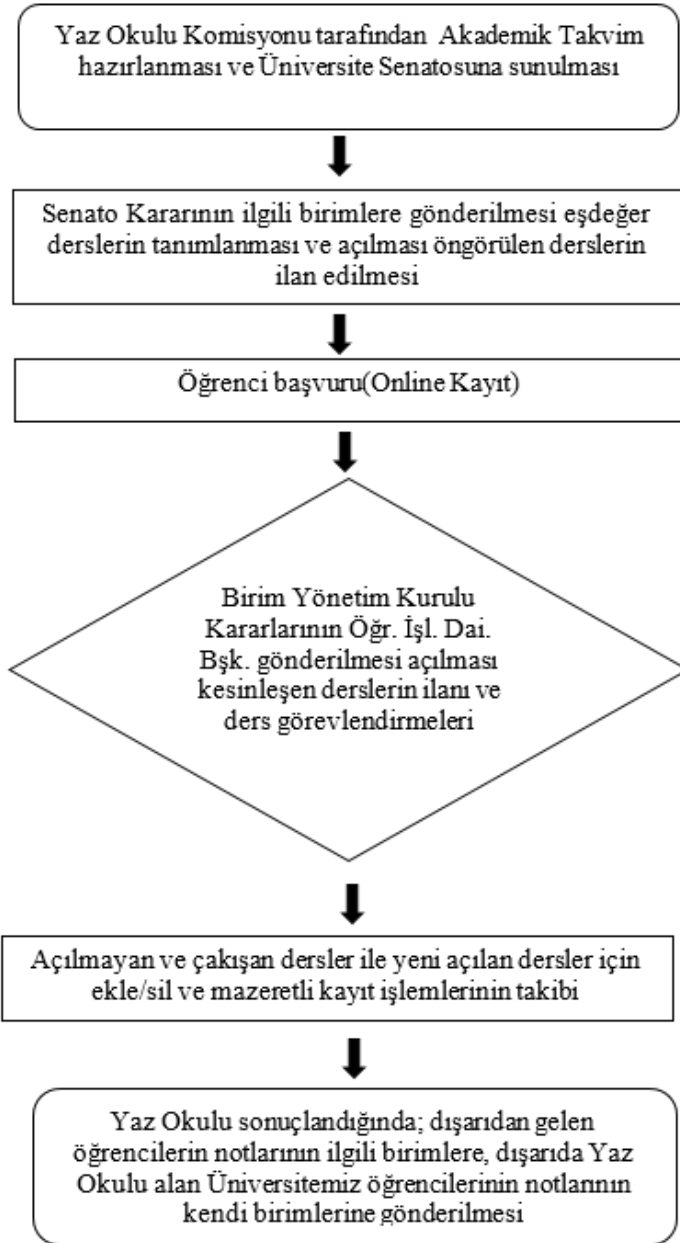 Yaz Okulu Komisyonu tarafından Akademik Takvim
hazırlanması ve Üniversite Senatosuna sunulması
Senato Kararının ilgili birimlere gönderilmesi eşdeğer
derslerin tanımlanması ve açılması öngörülen derslerin
ilan edilmesi
Öğrenci başvuru(Online Kayıt)
Birim Yönetim Kurulu
Kararlarının Öğr. İşl. Dai.
Bşk. gönderilmesi açılması
kesinleşen derslerin ilanı ve
ders görevlendirmeleri
Açılmayan ve çakışan dersler ile yeni açılan dersler için
ekle/sil ve mazeretli kayıt işlemlerinin takibi
Yaz Okulu sonuçlandığında; dışarıdan gelen
öğrencilerin notlarının ilgili birimlere, dışarıda Yaz
Okulu alan Üniversitemiz öğrencilerinin notlarının
kendi birimlerine gönderilmesi